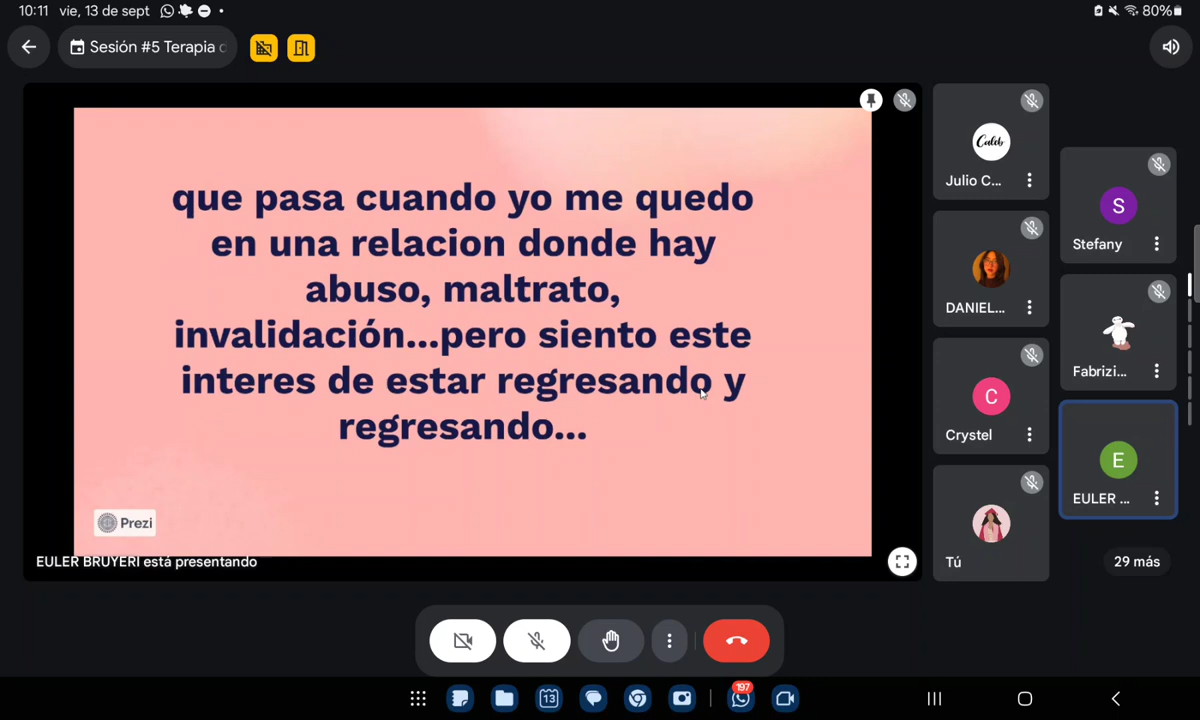 10:11 vie, 13 de sept
80%
Sesión #5 Terapia c
que pasa cuando yo me quedo
en una relacion donde hay
abuso, maltrato,
invalidación...pero siento este
interes de estar regresando y
regresando...
Prezi
EULER BRUYERI está presentando
Caleb
Julio C...
DANIEL...
C
Crystel
Tú
S
Stefany
Fabrizi...
E
EULER ...
29 más
13
197